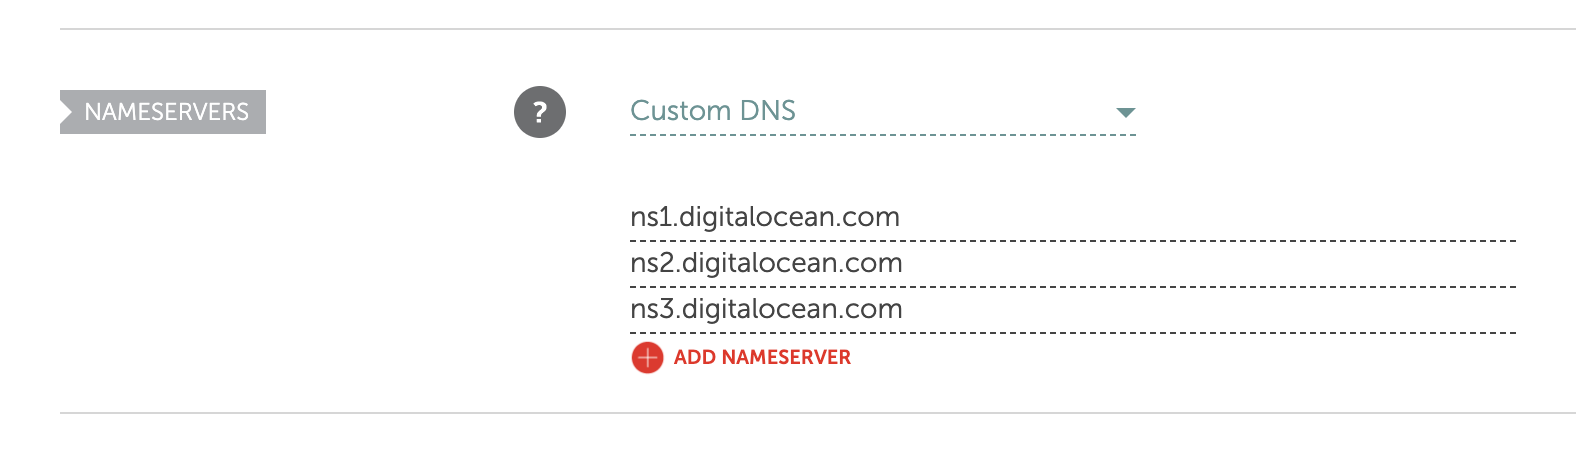 NAMESERVERS
?
Custom DNS
ns1.digitalocean.com
ns2.digitalocean.com
ns3.digitalocean.com
ADD NAMESERVER